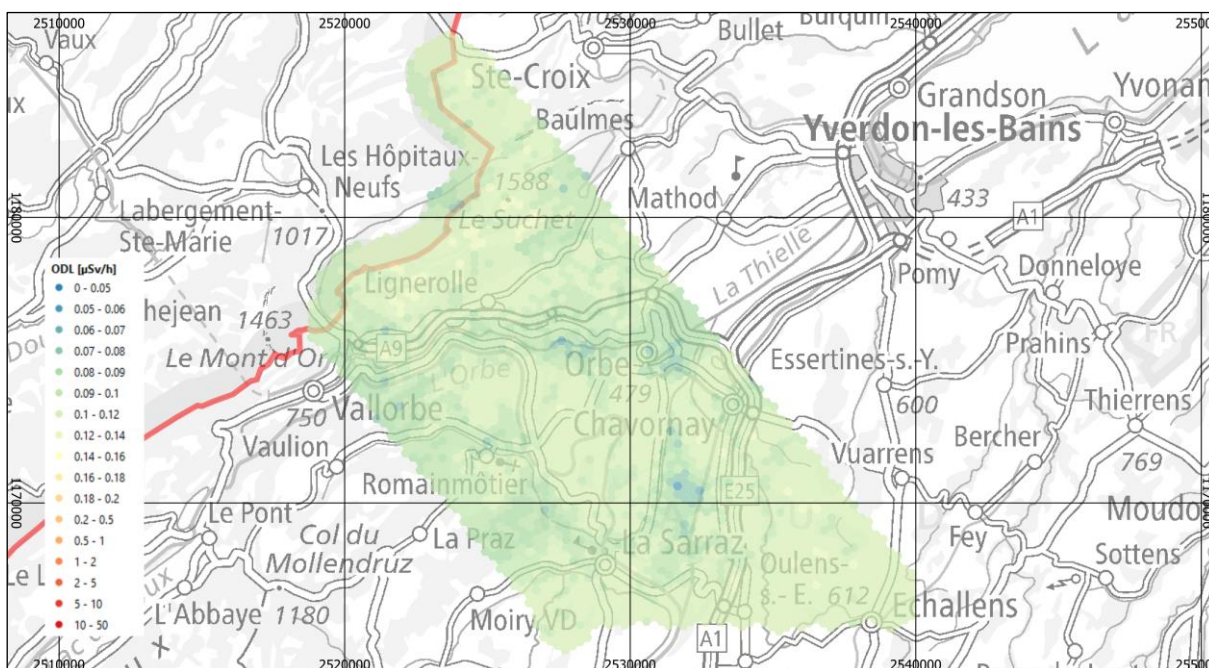 2510000
2520000
2530000
2540000
Vaux
Bullet
Ste-Croix
Grandson
Baulmes
Yverdon-les-Bains
Les Hôpitaux-
Neufs
1588
Mathod
433
Le Suchet
1180000
1180000
Labergement-
Ste-Marie
1017
A1
La Thielle
Pomy
Donneloye
ODL [µSv/h]
0 - 0.05
0.05 - 0.06
0.06 - 0.07
0.07 - 0.08
0.08 - 0.09
0.09 - 0.1
0.1 - 0.12
0.12 - 0.14
0.14 - 0.16
0.16 - 0.18
0.18 - 0.2
0.2 - 0.5
0.5 - 1
1 - 2
2 - 5
5 - 10
10 - 50
Lignerolle
1463
FR
A9
Prahins
Orbe
Essertines-s.-Y.
L'Orbe
479
750
Vallorbe
600
Thierrens
Chavornay
Vaulion
Bercher
Vuarrens
769
Romainmôtier
E25
1170000
1170000
Le Pont
Moudo
Col du
Mollendruz
La Praz
La Sarraz
Fey
Sottens
Oulens-
s.- E.
612
L'Abbaye
1180
Moiry VD
Echallens
A1
2510000
2520000
2530000
2540000